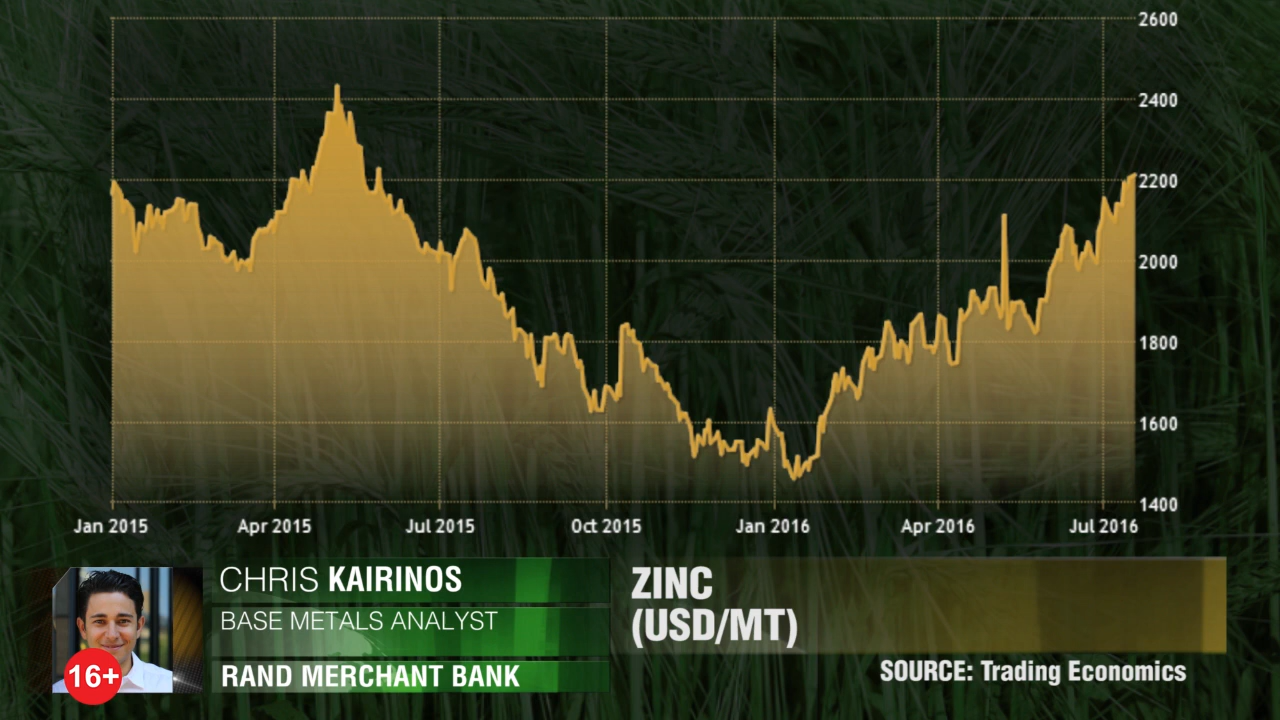 2600
2400
2200
2000
1800
1600
1400
Jan 2015 Apr 2015 Jul 2015 Oct 2015 Jan 2016 Apr 2016 Jul 2016
CHRIS KAIRINOS
BASE METALS ANALYST
RAND MERCHANT BANK
16+
ZINC
(USD/MT)
SOURCE: Trading Economics